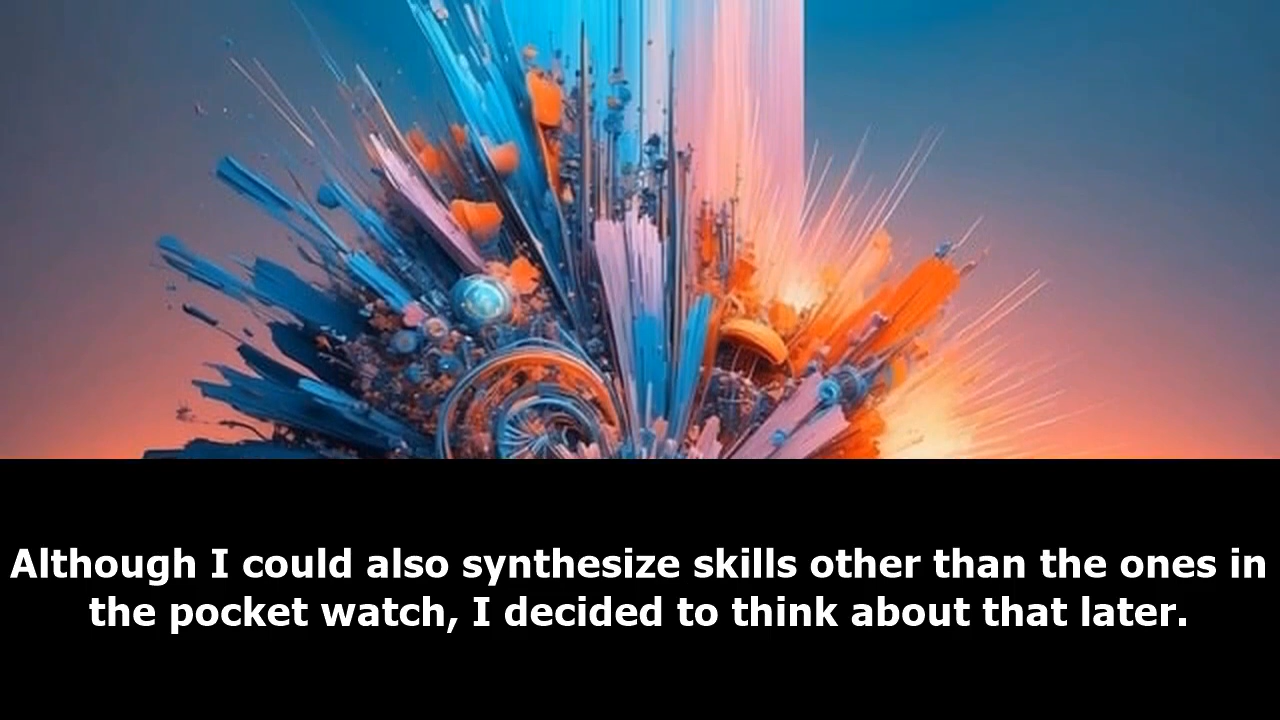 Although I could also synthesize skills other than the ones in
the pocket watch, I decided to think about that later.